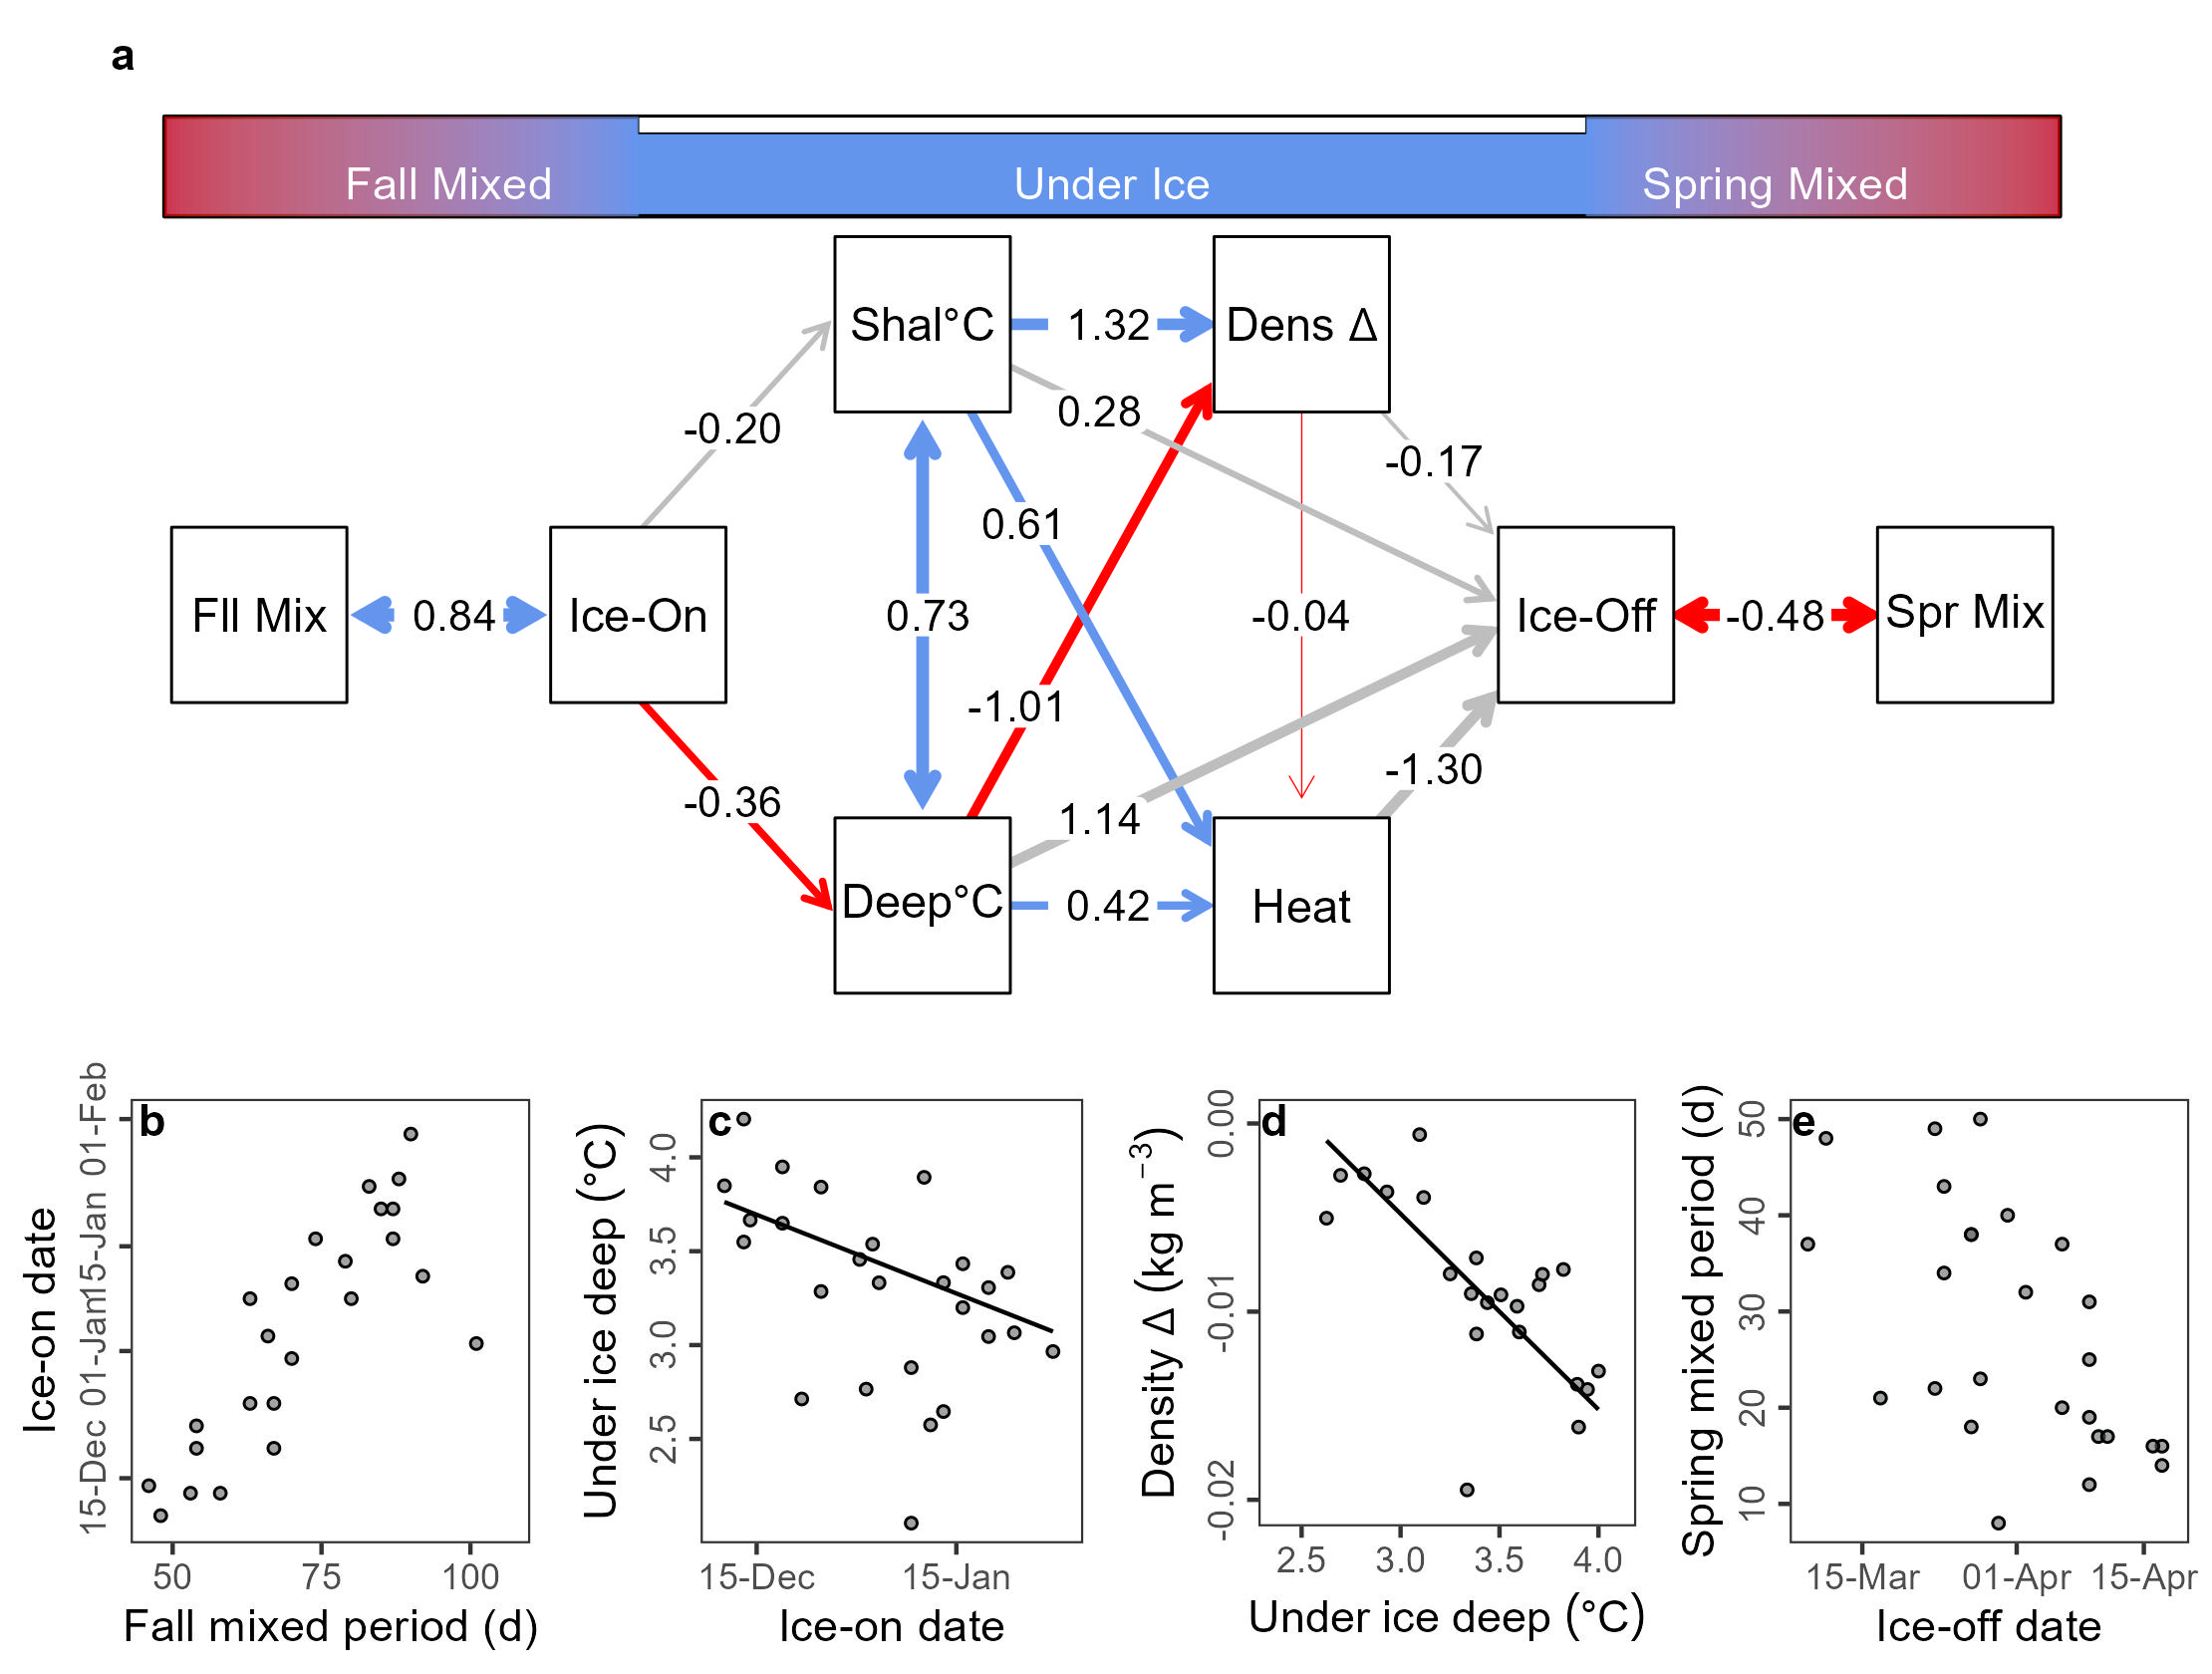 a
Fall Mixed
Under Ice
Spring Mixed
Shal°C
1.32
Dens Δ
0.28
-0.20
-0.17
0.61
Fll Mix
0.84
Ice-On
0.73
-0.04
Ice-Off
-0.48
Spr Mix
-1.01
-1.30
-0.36
1.14
Deep°C
0.42
Heat
b
Ice-on date
15-Dec
01-Jan
15-Jan
01-Feb
50
75
100
Fall mixed period (d)
c
Under ice deep (°C)
2.5
3.0
3.5
4.0
15-Dec
15-Jan
Ice-on date
d
Density Δ (kg m⁻³)
-0.02
-0.01
0.00
2.5
3.0
3.5
4.0
Under ice deep (°C)
e
Spring mixed period (d)
10
20
30
40
50
15-Mar
01-Apr
15-Apr
Ice-off date